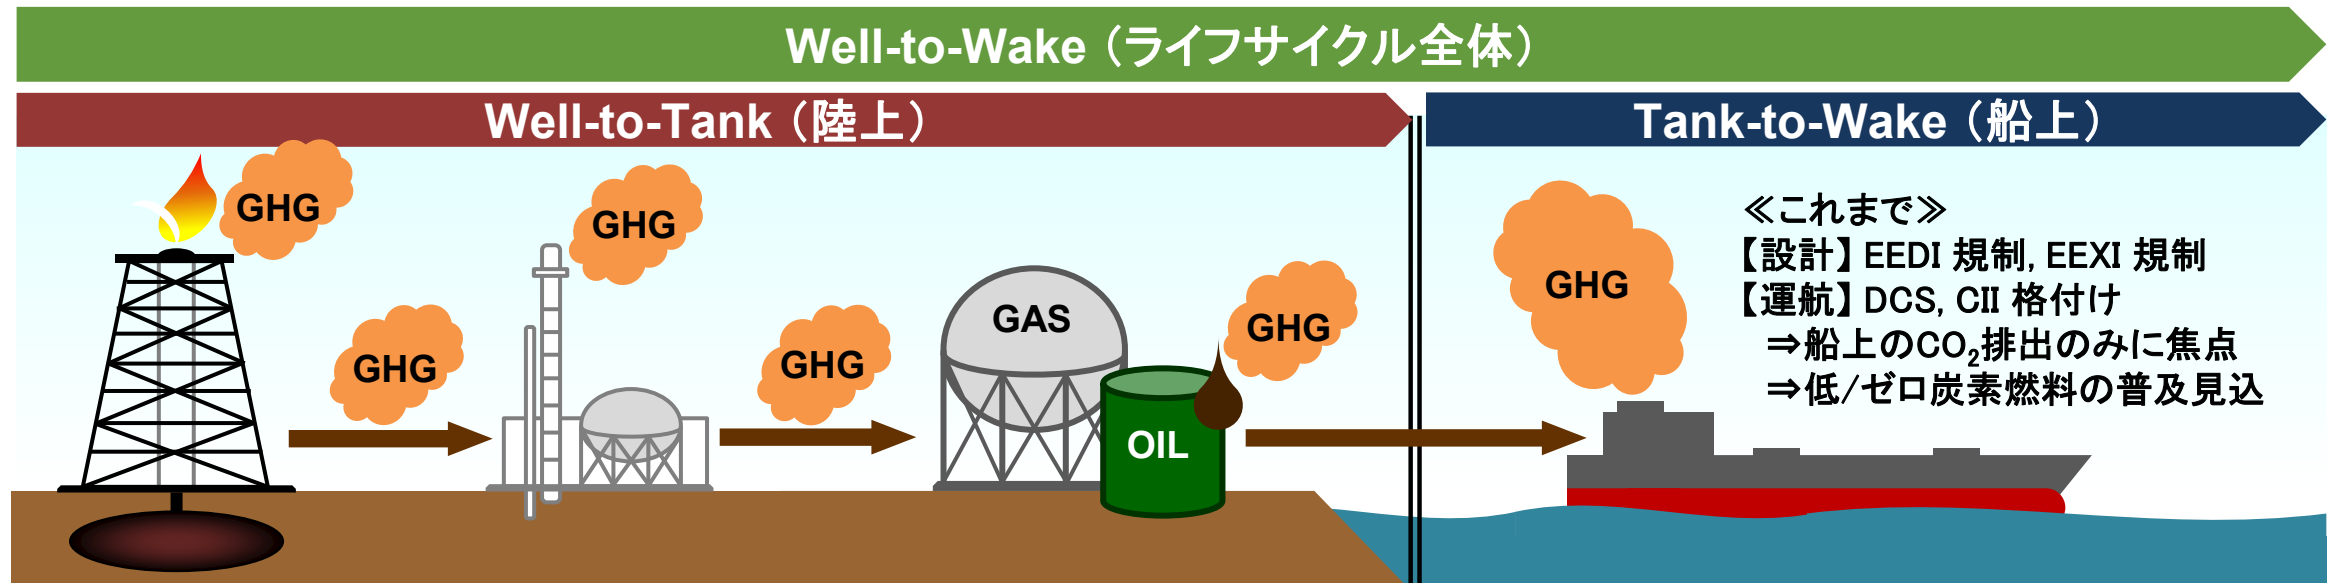 Well-to-Wake（ライフサイクル全体）
Well-to-Tank（陸上）
Tank-to-Wake（船上）
GHG
GHG
GHG
GHG
GHG
GHG
GAS
OIL
≪これまで≫
【設計】EEDI 規制, EEXI 規制
【運航】DCS, CII 格付け
⇒船上のCO₂排出のみに焦点
⇒低/ゼロ炭素燃料の普及見込